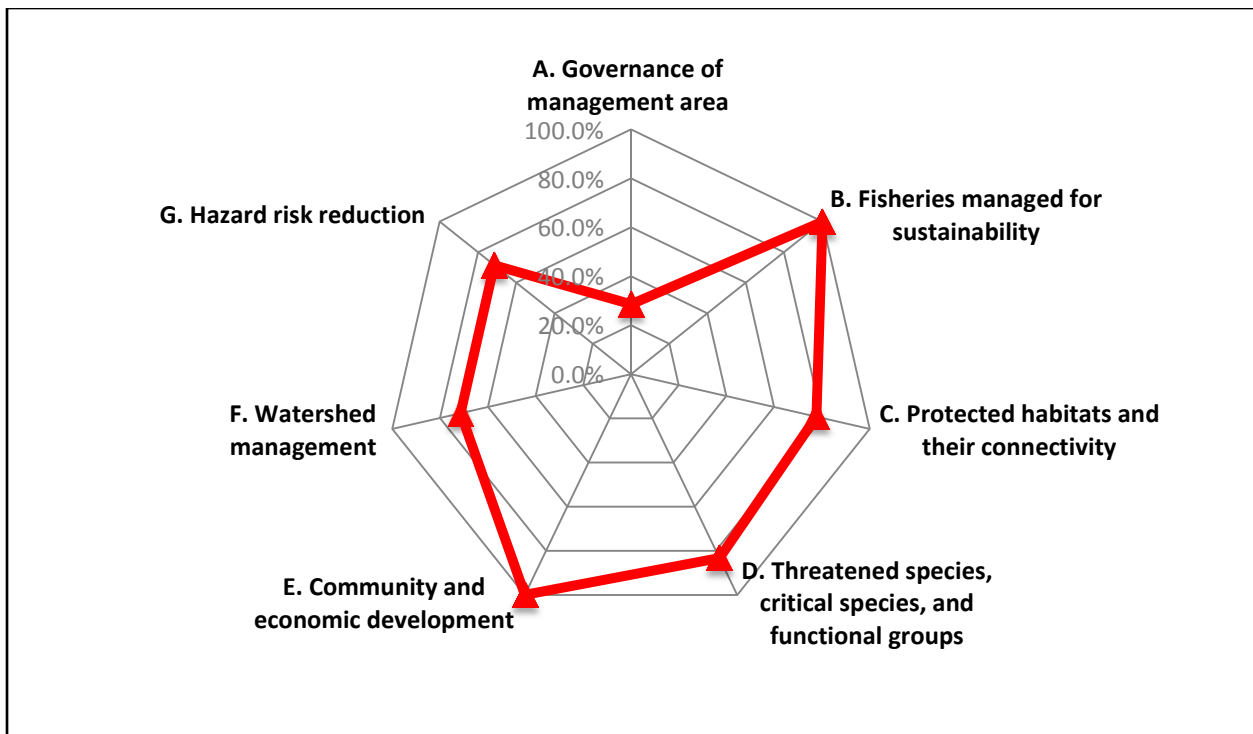 A. Governance of
management area
100.0%
80.0%
60.0%
40.0%
20.0%
0.0%
B. Fisheries managed for
sustainability
C. Protected habitats and
their connectivity
D. Threatened species,
critical species, and
functional groups
E. Community and
economic development
F. Watershed
management
G. Hazard risk reduction